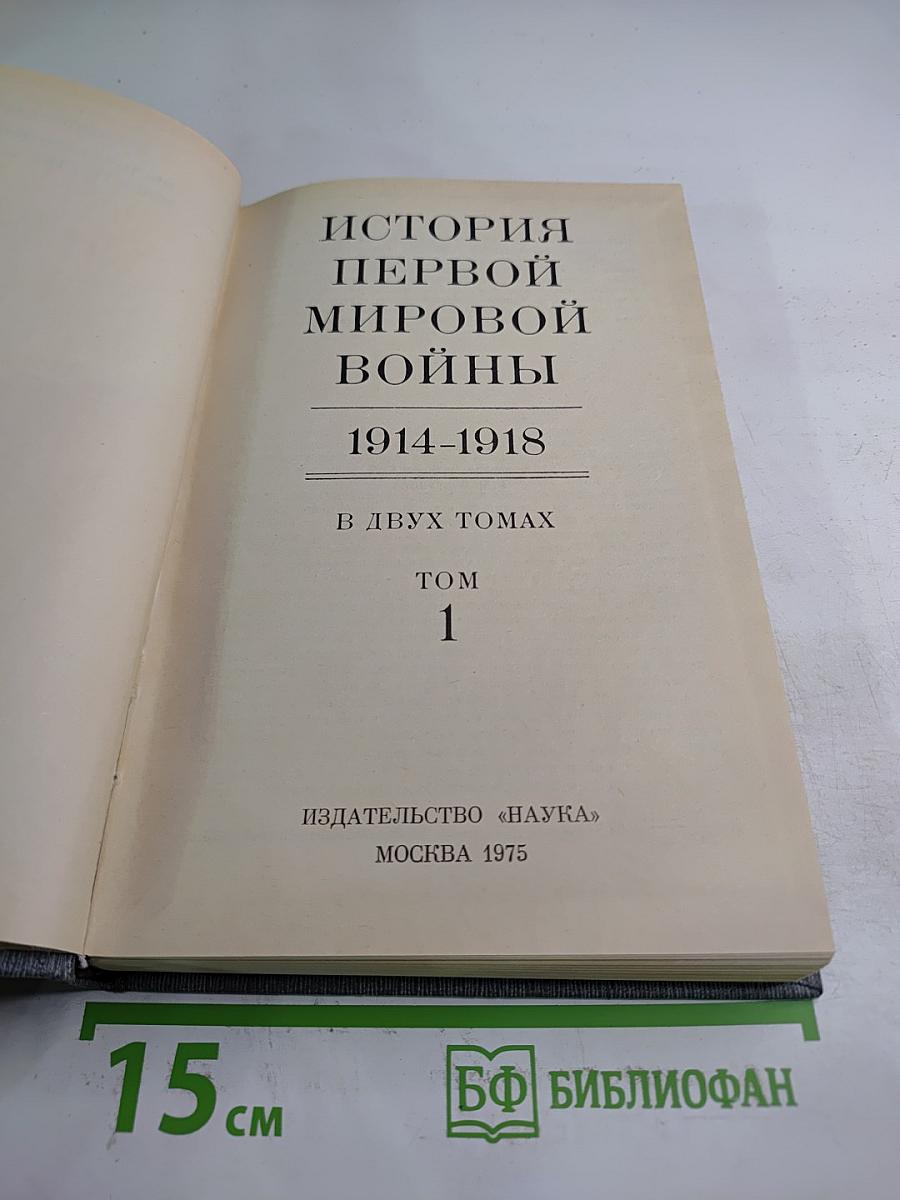 ИСТОРИЯ
ПЕРВОЙ
МИРОВОЙ
ВОЙНЫ
1914-1918
В ДВУХ ТОМАХ
ТОМ
1
ИЗДАТЕЛЬСТВО «НАУКА»
МОСКВА 1975
15 см
БФ БИБЛИОФАН